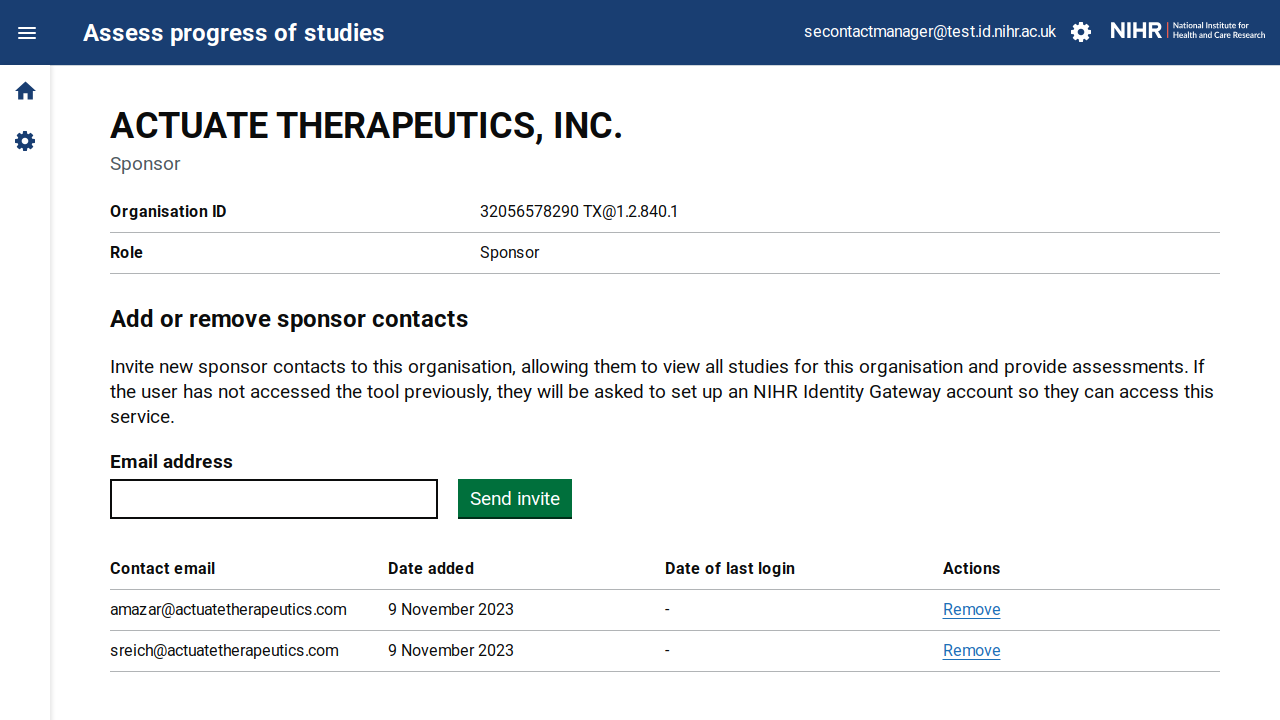 Assess progress of studies
secontactmanager@test.id.nihr.ac.uk
NIHR National Institute for
Health and Care Research
ACTUATE THERAPEUTICS, INC.
Sponsor
Organisation ID 32056578290 TX@1.2.840.1
Role Sponsor
Add or remove sponsor contacts
Invite new sponsor contacts to this organisation, allowing them to view all studies for this organisation and provide assessments. If
the user has not accessed the tool previously, they will be asked to set up an NIHR Identity Gateway account so they can access this
service.
Email address
Send invite
Contact email Date added Date of last login Actions
amazar@actuatetherapeutics.com 9 November 2023 - Remove
sreich@actuatetherapeutics.com 9 November 2023 - Remove